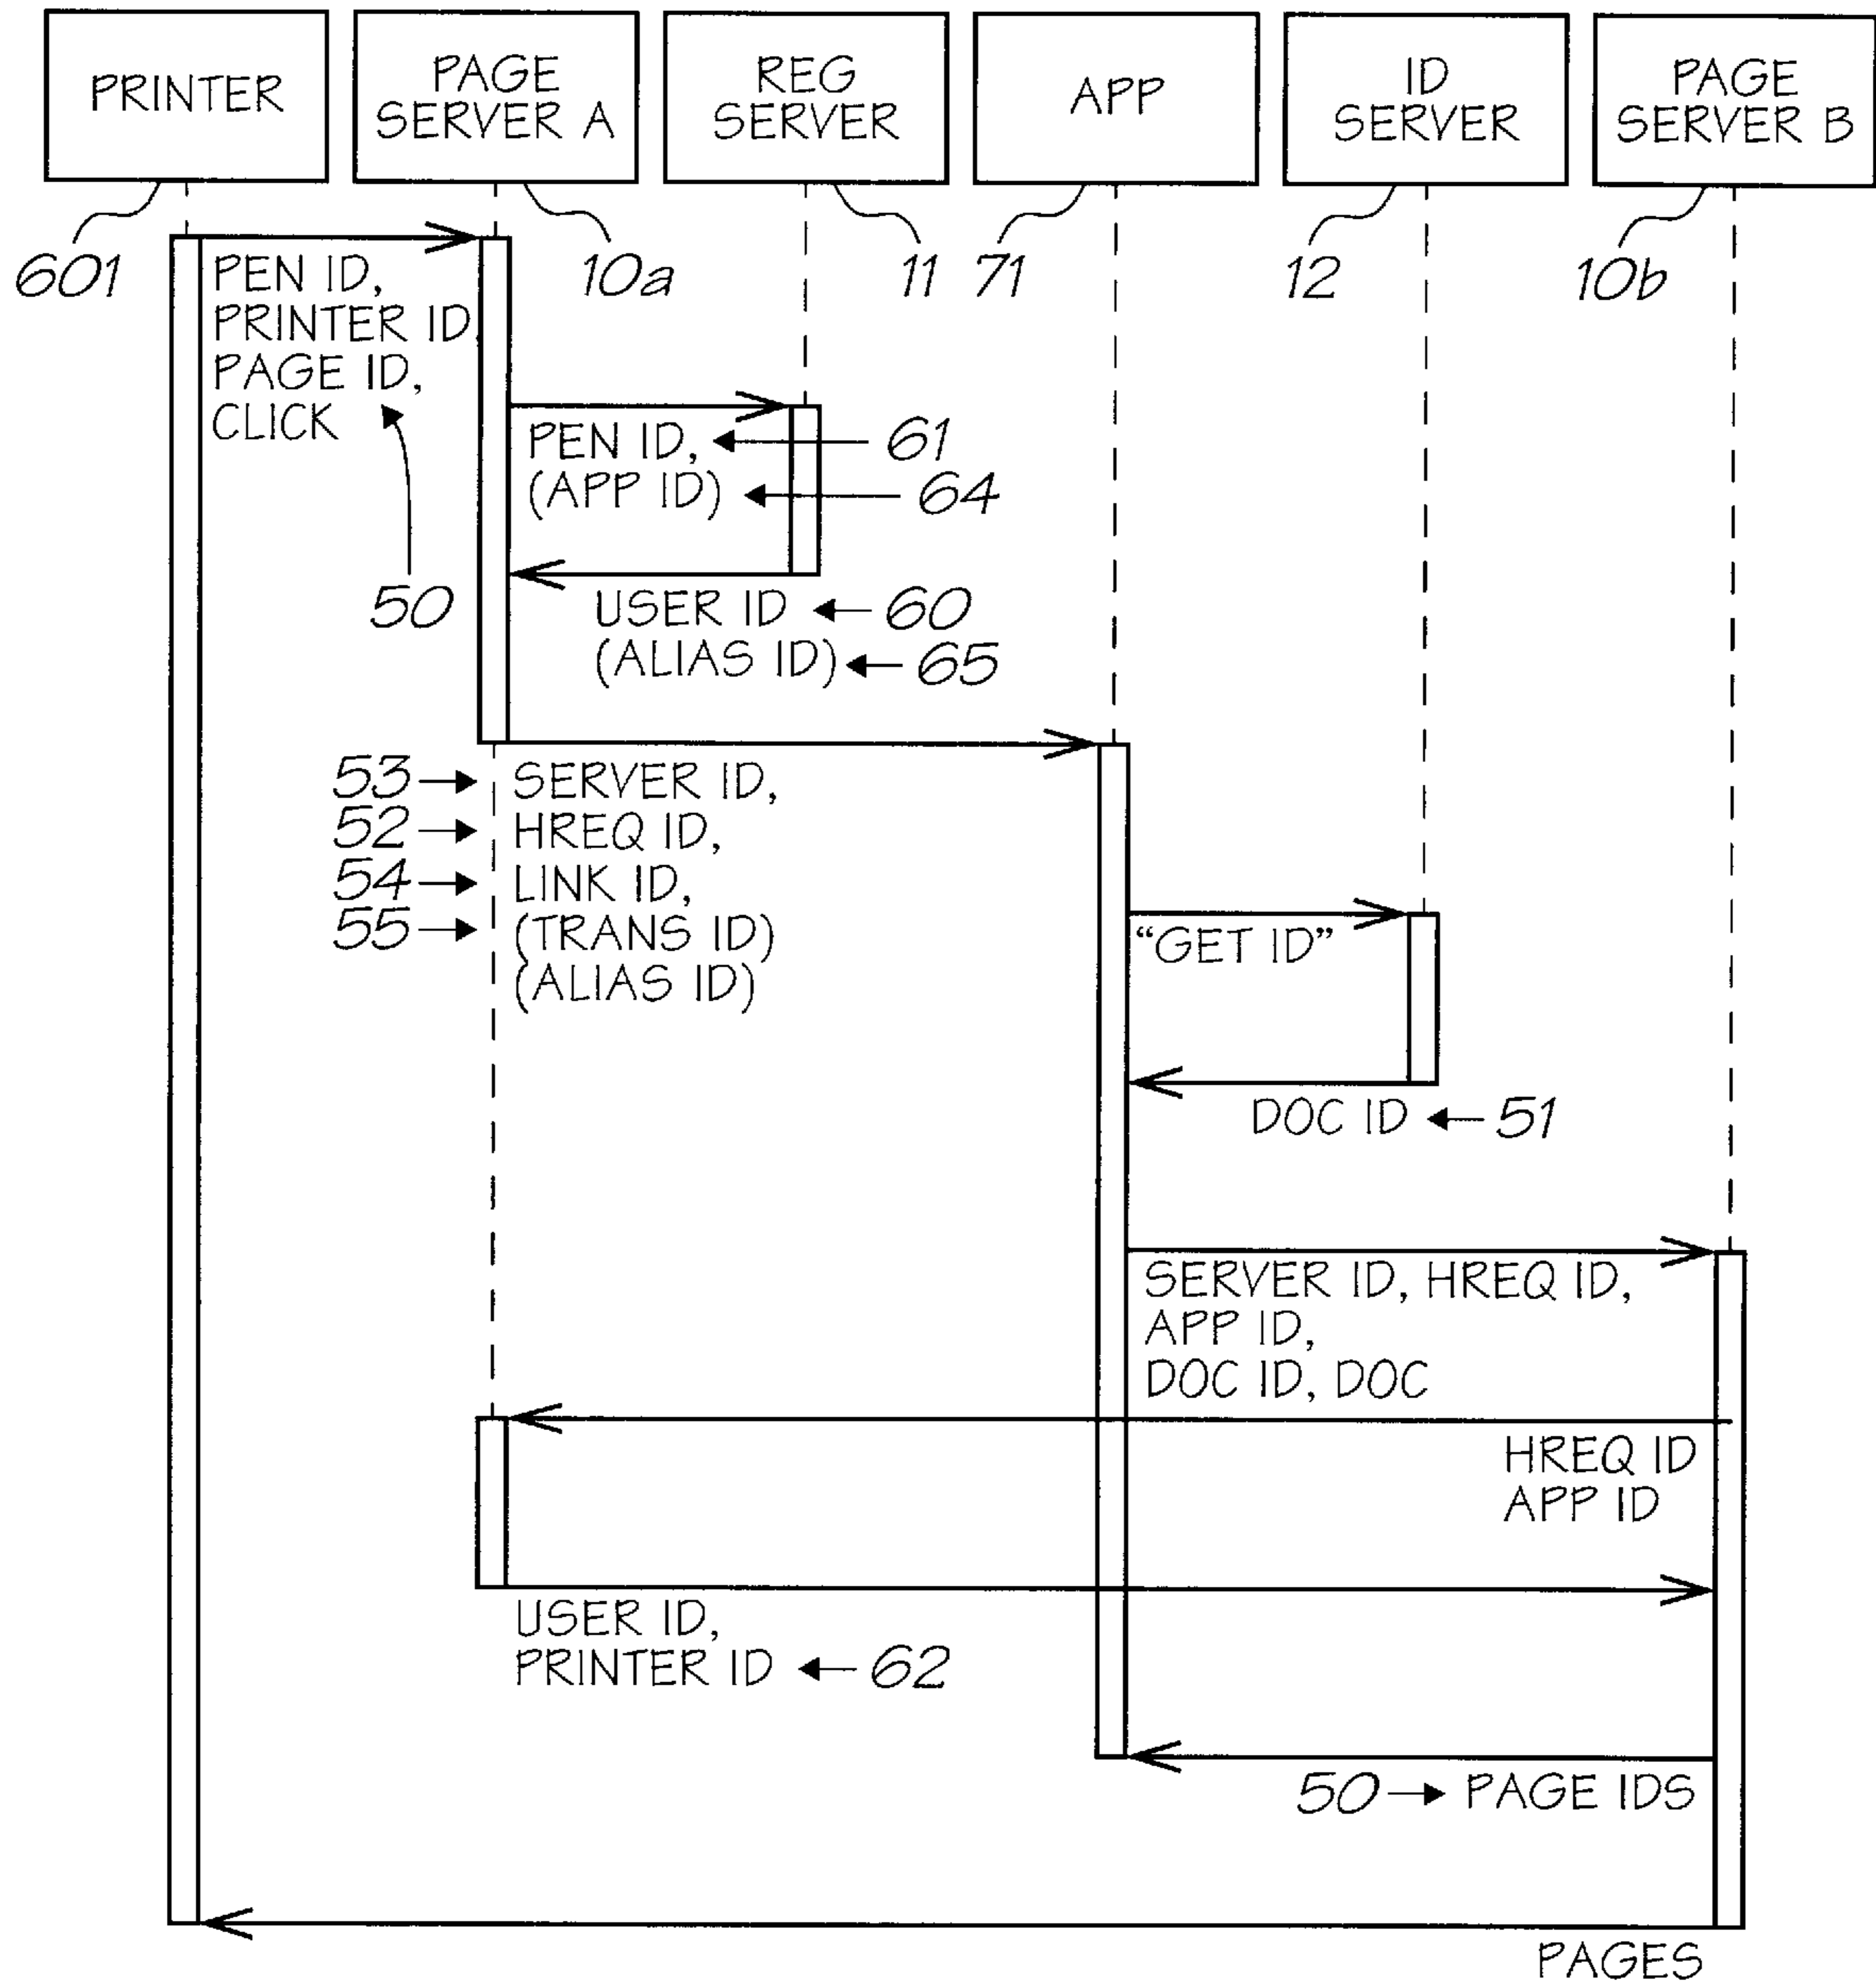 PRINTER
PAGE
SERVER A
REG
SERVER
APP
ID
SERVER
PAGE
SERVER B
601
10a
11
71
12
10b
PEN ID,
PRINTER ID
PAGE ID,
CLICK
50
PEN ID,
61
(APP ID)
64
USER ID
60
(ALIAS ID)
65
53
SERVER ID,
52
HREQ ID,
54
LINK ID,
55
(TRANS ID)
(ALIAS ID)
“GET ID”
DOC ID
51
SERVER ID, HREQ ID,
APP ID,
DOC ID, DOC
HREQ ID
APP ID
USER ID,
PRINTER ID
62
50
PAGE IDS
PAGES